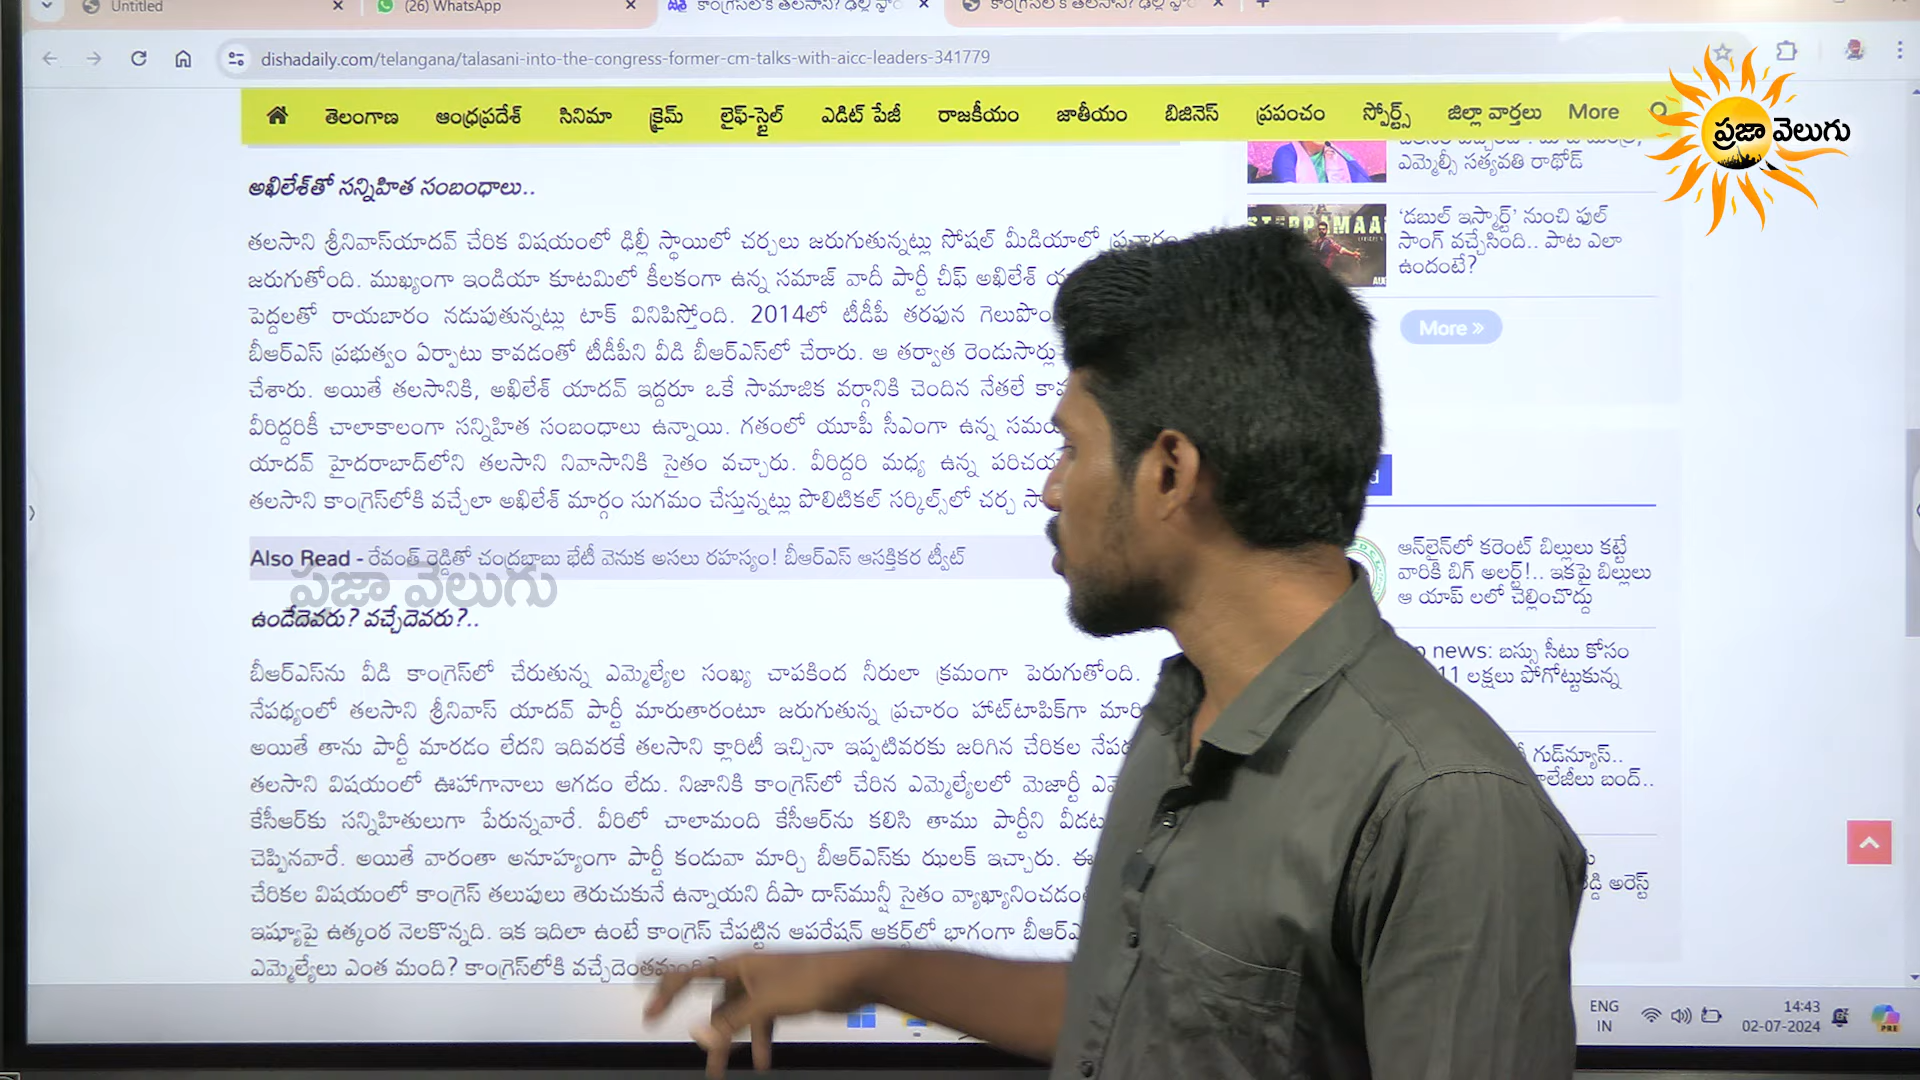 Untitled
(26) WhatsApp
dishadaily.com/telangana/talasani-into-the-congress-former-cm-talks-with-aicc-leaders-341779
తెలంగాణ ఆంధ్రప్రదేశ్ సినిమా క్రైమ్ లైఫ్-స్టైల్ ఎడిట్ పేజీ రాజకీయం జాతీయం బిజినెస్ ప్రపంచం స్పోర్ట్స్ జిల్లా వార్తలు More
ప్రజా వెలుగు
అఖిలేశ్‌తో సన్నిహిత సంబంధాలు..
తలసాని శ్రీనివాస్‌యాదవ్ చేరిక విషయంలో ఢిల్లీ స్థాయిలో చర్చలు జరుగుతున్నట్లు సోషల్ మీడియాలో ప్రచారం
జరుగుతోంది. ముఖ్యంగా ఇండియా కూటమిలో కీలకంగా ఉన్న సమాజ్ వాదీ పార్టీ చీఫ్ అఖిలేశ్
పెద్దలతో రాయబారం నడుపుతున్నట్లు టాక్ వినిపిస్తోంది. 2014లో టీడీపీ తరఫున
బీఆర్ఎస్ ప్రభుత్వం ఏర్పాటు కావడంతో టీడీపీని వీడి బీఆర్ఎస్‌లో చేరారు. ఆ తర్వాత రెండుసార్లు
చేశారు. అయితే తలసానికి, అఖిలేశ్ యాదవ్ ఇద్దరూ ఒకే సామాజిక వర్గానికి చెందిన నేతలే
వీరిద్దరికీ చాలాకాలంగా సన్నిహిత సంబంధాలు ఉన్నాయి. గతంలో యూపీ సీఎంగా ఉన్న
యాదవ్ హైదరాబాద్‌లోని తలసాని నివాసానికి సైతం వచ్చారు. వీరిద్దరి మధ్య ఉన్న
తలసాని కాంగ్రెస్‌లోకి వచ్చేలా అఖిలేశ్ మార్గం సుగమం చేస్తున్నట్లు పొలిటికల్ సర్కిల్స్‌లో చర్చ
Also Read - రేవంత్ రెడ్డితో చంద్రబాబు భేటీ వెనుక అసలు రహస్యం! బీఆర్ఎస్ ఆసక్తికర ట్వీట్
ప్రజా వెలుగు
ఉండేదెవరు? వచ్చేదెవరు?..
బీఆర్ఎస్‌ను వీడి కాంగ్రెస్‌లో చేరుతున్న ఎమ్మెల్యేల సంఖ్య చాపకింద నీరులా క్రమంగా పెరుగుతోంది.
నేపథ్యంలో తలసాని శ్రీనివాస్ యాదవ్ పార్టీ మారుతారంటూ జరుగుతున్న ప్రచారం హాట్‌టాపిక్‌గా
అయితే తాను పార్టీ మారడం లేదని ఇదివరకే తలసాని క్లారిటీ ఇచ్చినా ఇప్పటివరకు జరిగిన చేరికల
తలసాని విషయంలో ఊహాగానాలు ఆగడం లేదు. నిజానికి కాంగ్రెస్‌లో చేరిన ఎమ్మెల్యేలలో మెజార్టీ
కేసీఆర్‌కు సన్నిహితులుగా పేరున్నవారే. వీరిలో చాలామంది కేసీఆర్‌ను కలిసి తాము పార్టీని
చెప్పినవారే. అయితే వారంతా అనూహ్యంగా పార్టీ కండువా మార్చి బీఆర్ఎస్‌కు ఝలక్ ఇచ్చారు. ఈ
చేరికల విషయంలో కాంగ్రెస్ తలుపులు తెరుచుకునే ఉన్నాయని దీపా దాస్‌మున్షీ సైతం
ఇష్యూపై ఉత్కంఠ నెలకొన్నది. ఇక ఇదిలా ఉంటే కాంగ్రెస్ చేపట్టిన ఆపరేషన్ ఆకర్ష్‌లో భాగంగా
ఎమ్మెల్యేలు ఎంత మంది? కాంగ్రెస్‌లోకి
ఎమ్మెల్సీ సత్యవతి రాథోడ్
‘డబుల్ ఇస్మార్ట్’ నుంచి ఫుల్
సాంగ్ వచ్చేసింది.. పాట ఎలా
ఉందంటే?
More »
ఆన్‌లైన్‌లో కరెంట్ బిల్లులు కట్టే
వారికి బిగ్ అలర్ట్!.. ఇకపై బిల్లులు
ఆ యాప్ లలో చెల్లించొద్దు
news: బస్సు సీటు కోసం
11 లక్షలు పోగోట్టుకున్న
గుడ్‌న్యూస్..
బంద్..
అరెస్ట్
ENG
IN
14:43
02-07-2024